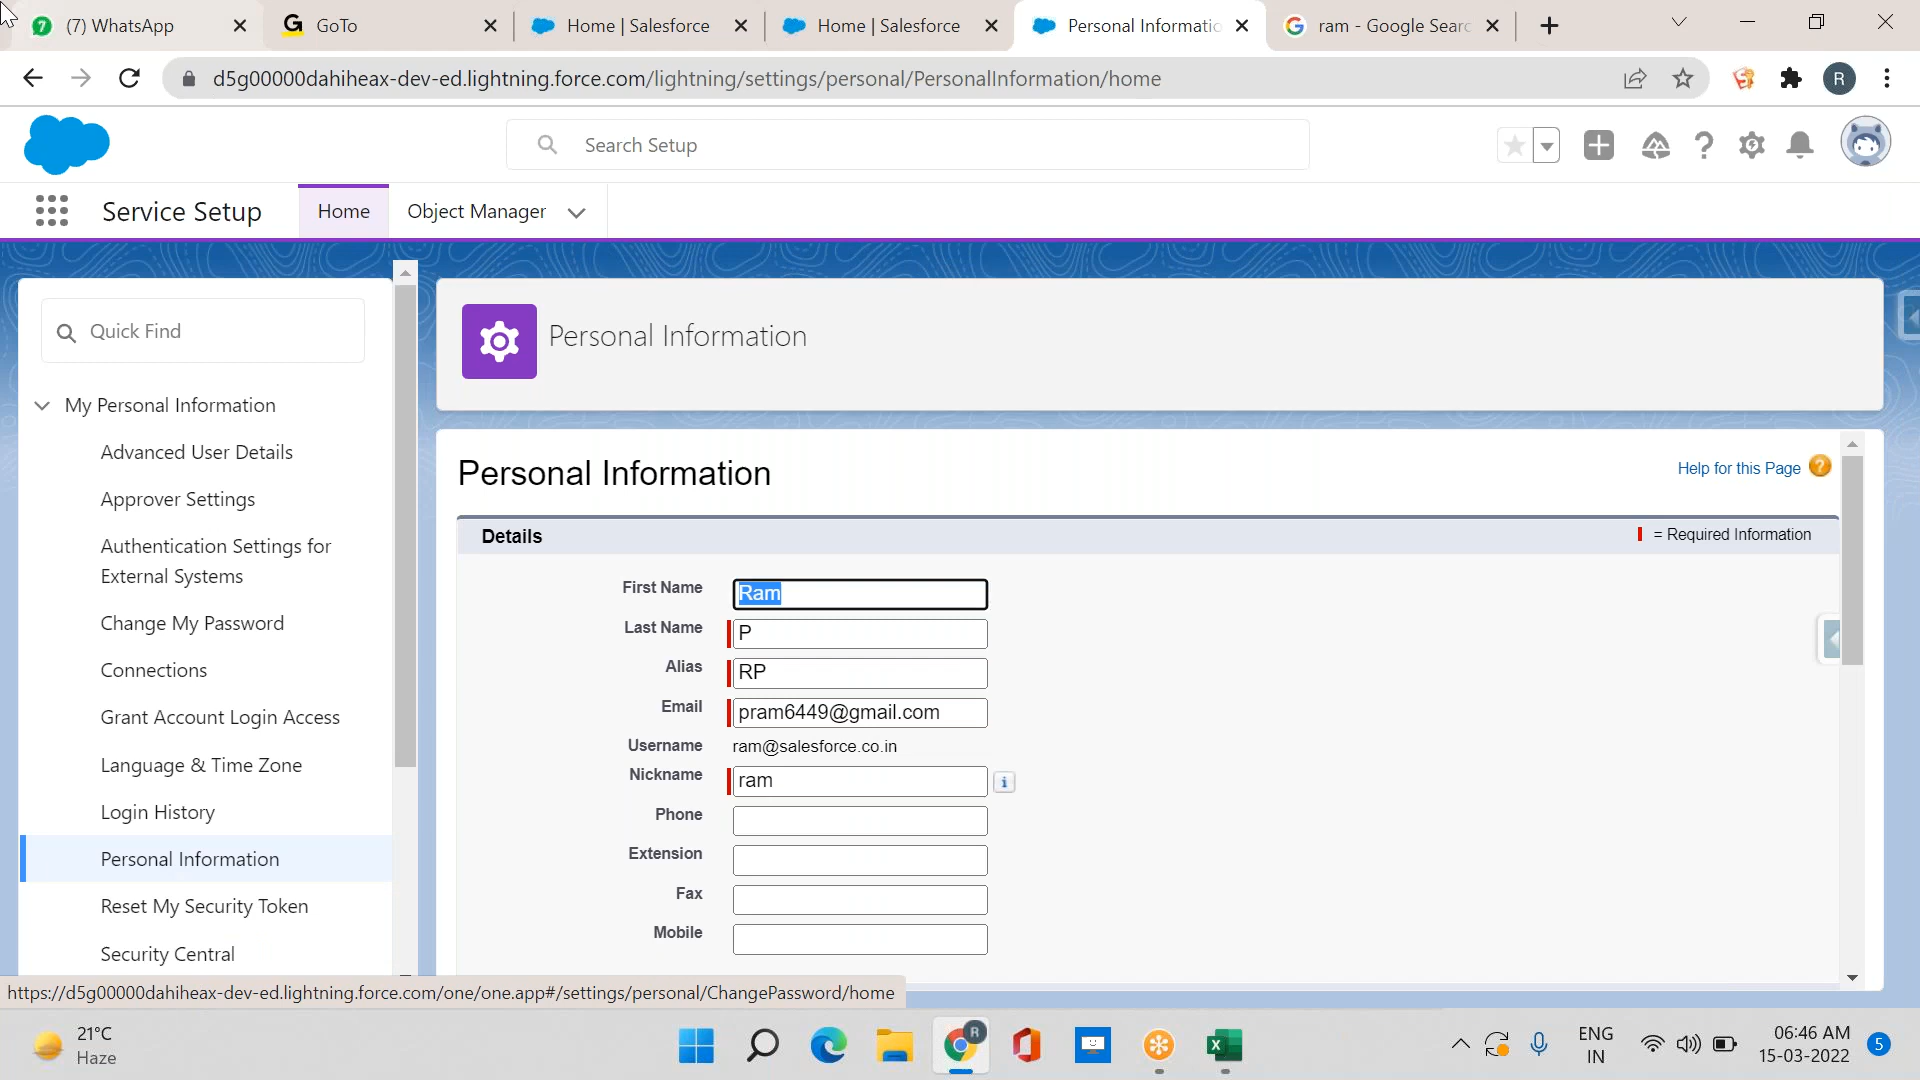 (7) WhatsApp
GoTo
Home | Salesforce
Home | Salesforce
Personal Informatio
ram - Google Searc
d5g00000dahiheax-dev-ed.lightning.force.com/lightning/settings/personal/PersonalInformation/home
R
Search Setup
Service Setup
Home
Object Manager
Quick Find
My Personal Information
Advanced User Details
Approver Settings
Authentication Settings for
External Systems
Change My Password
Connections
Grant Account Login Access
Language & Time Zone
Login History
Personal Information
Reset My Security Token
Security Central
Personal Information
Personal Information
Help for this Page
Details
= Required Information
First Name
Ram
Last Name
P
Alias
RP
Email
pram6449@gmail.com
Username
ram@salesforce.co.in
Nickname
ram
Phone
Extension
Fax
Mobile
https://d5g00000dahiheax-dev-ed.lightning.force.com/one/one.app#/settings/personal/ChangePassword/home
21°C
Haze
R
ENG
IN
06:46 AM
15-03-2022
5